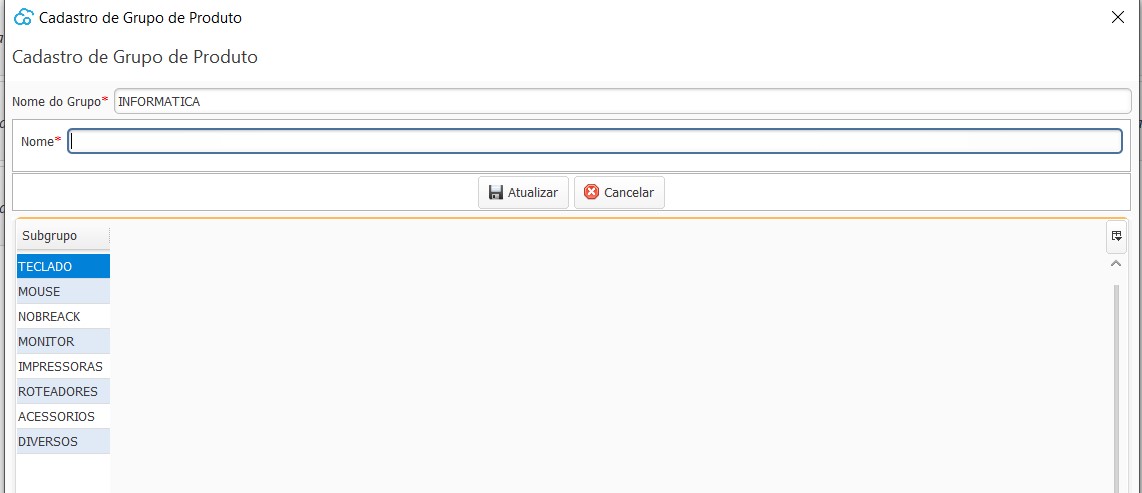 Cadastro de Grupo de Produto
Cadastro de Grupo de Produto
Nome do Grupo* INFORMATICA
Nome*
Atualizar Cancelar
Subgrupo
TECLADO
MOUSE
NOBREACK
MONITOR
IMPRESSORAS
ROTEADORES
ACESSORIOS
DIVERSOS